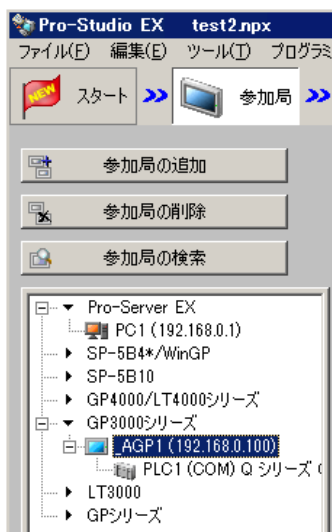 Pro-Studio EX test2.npx
ファイル(F) 編集(E) ツール(T) プログラミ
NEW スタート 参加局
参加局の追加
参加局の削除
参加局の検索
Pro-Server EX
PC1 (192.168.0.1)
SP-5B4*/WinGP
SP-5B10
GP4000/LT4000シリーズ
GP3000シリーズ
_AGP1 (192.168.0.100)
PLC1 (COM) Q シリーズ (
LT3000
GPシリーズ